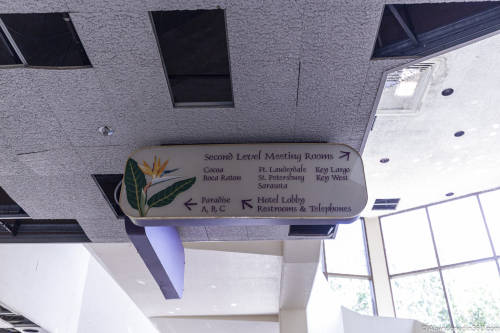 Second Level Meeting Rooms
Cocoa Ft. Lauderdale Key Largo
Boca Raton St. Petersburg Key West
Sarasota
Paradise Hotel Lobby
A, B, C Restrooms & Telephones